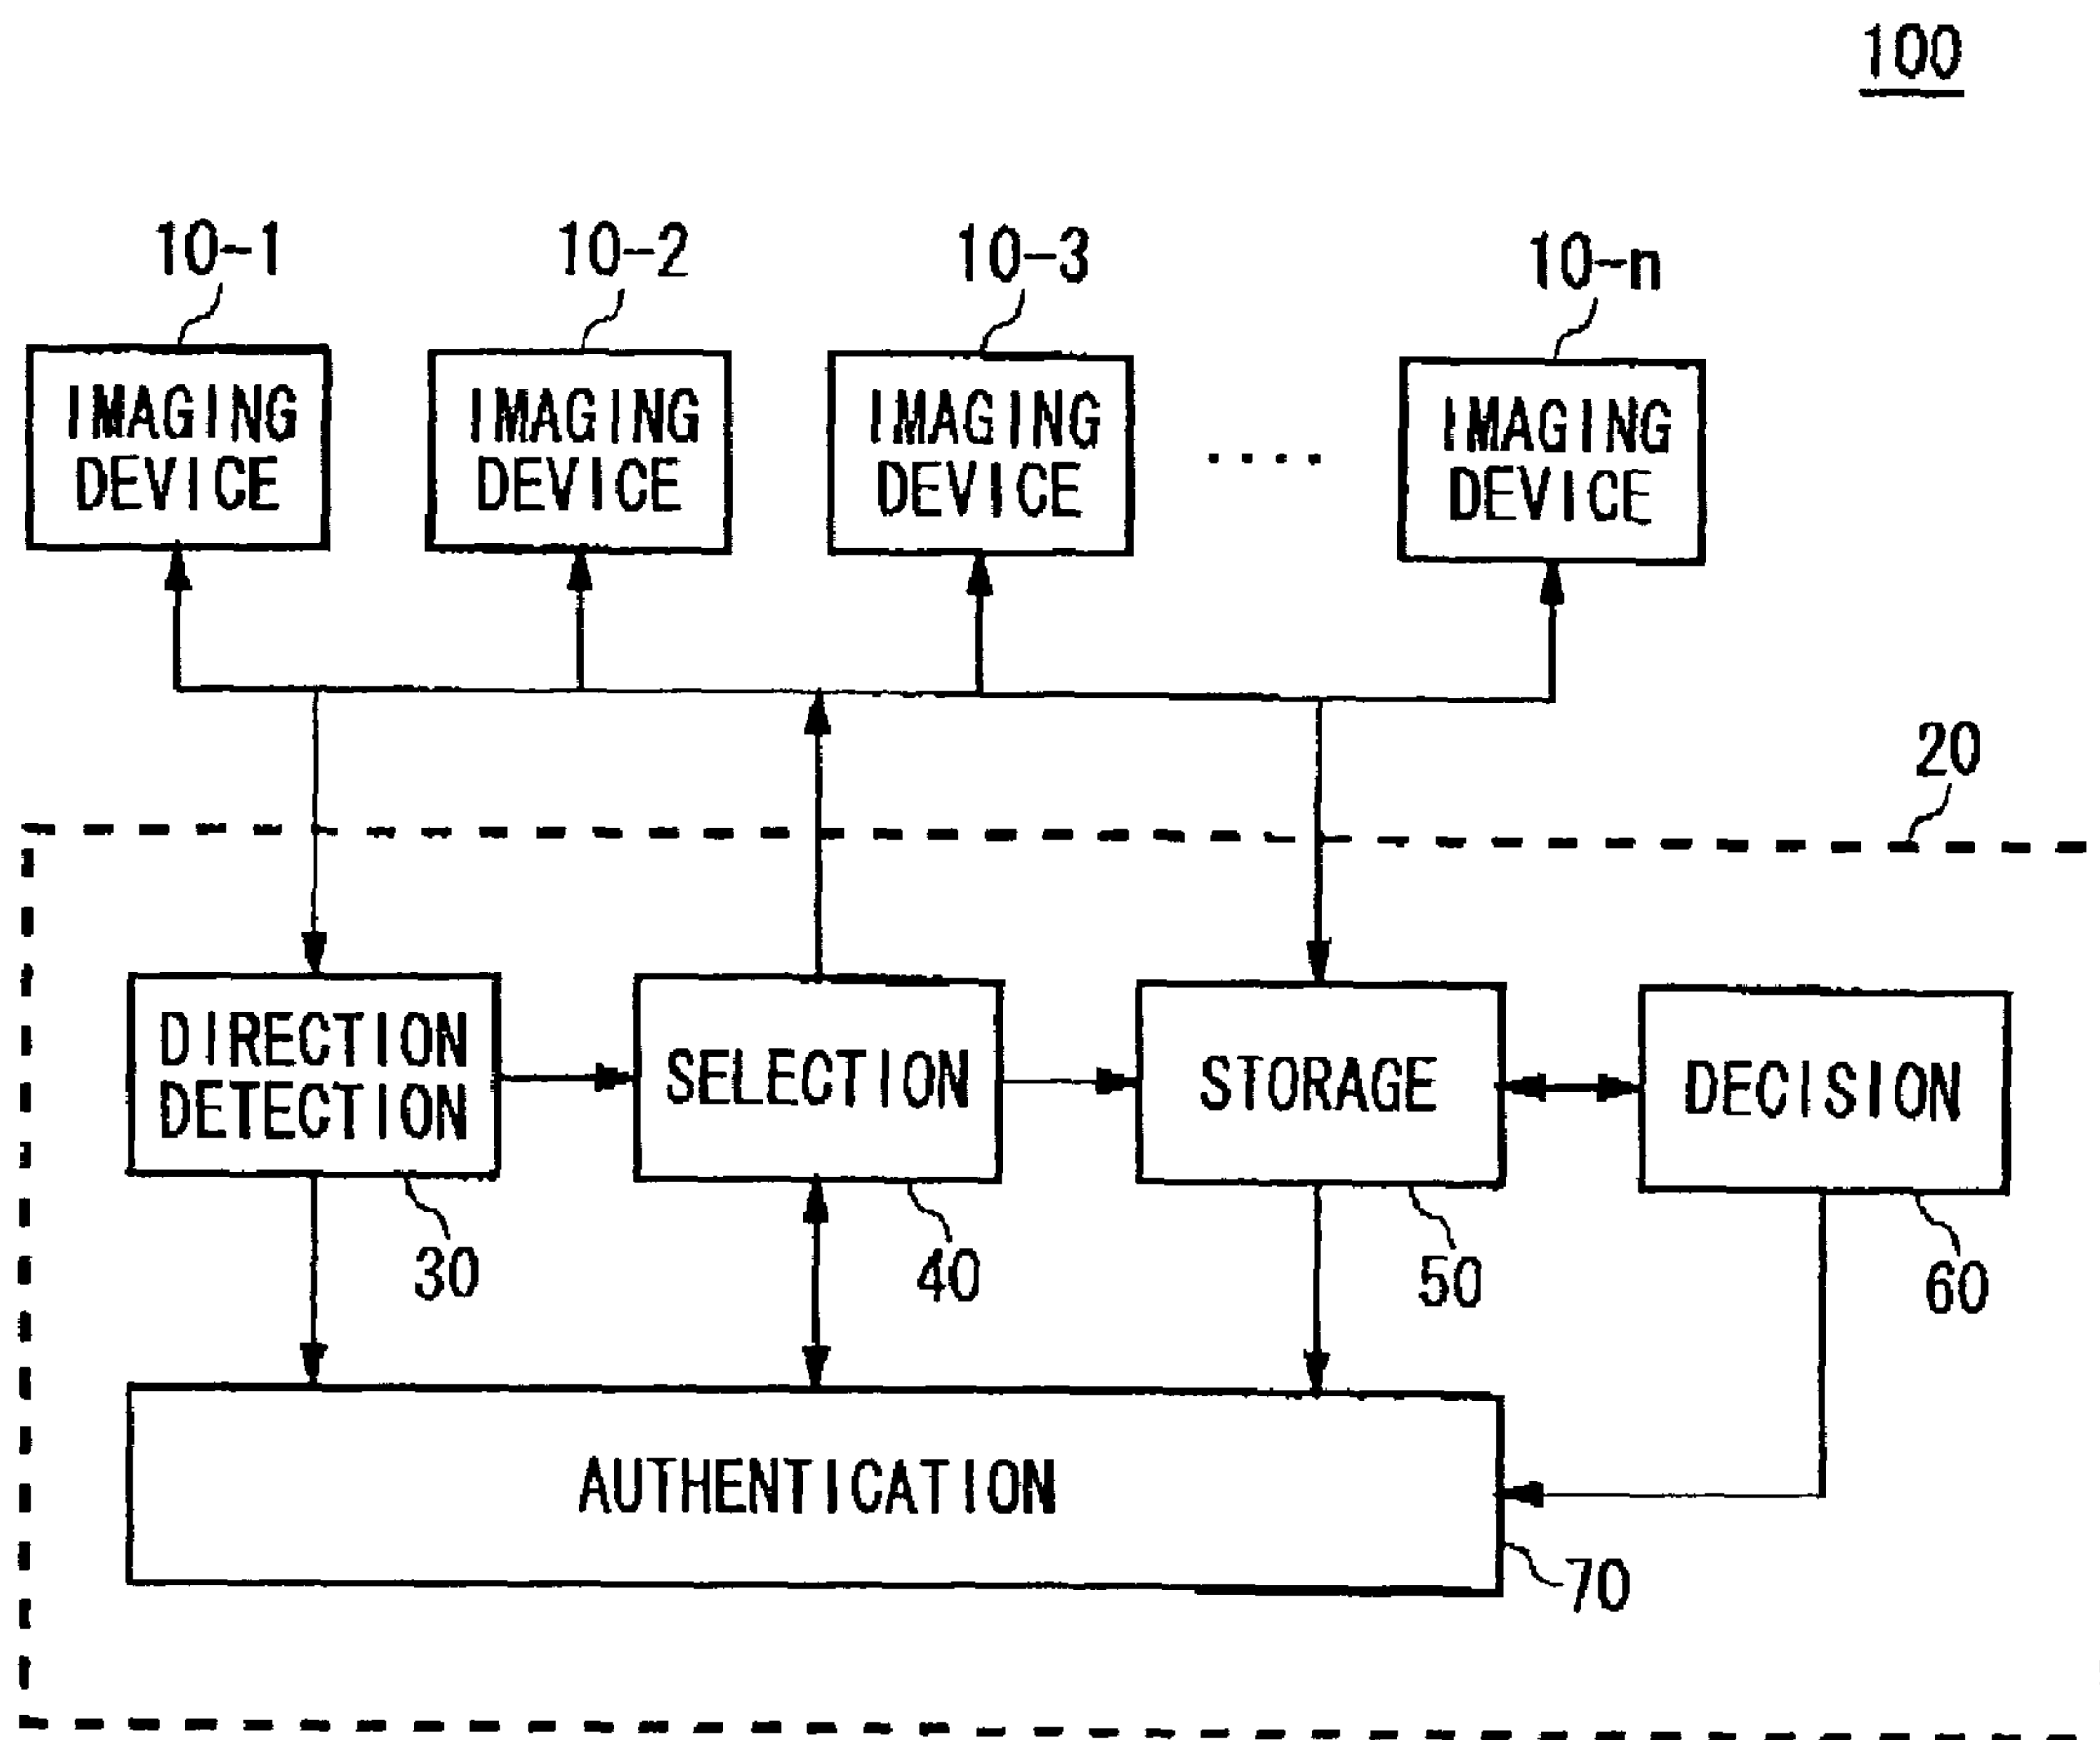 100
10-1
10-2
10-3
10-n
IMAGING
DEVICE
IMAGING
DEVICE
IMAGING
DEVICE
....
IMAGING
DEVICE
20
DIRECTION
DETECTION
SELECTION
STORAGE
DECISION
30
40
50
60
AUTHENTICATION
70